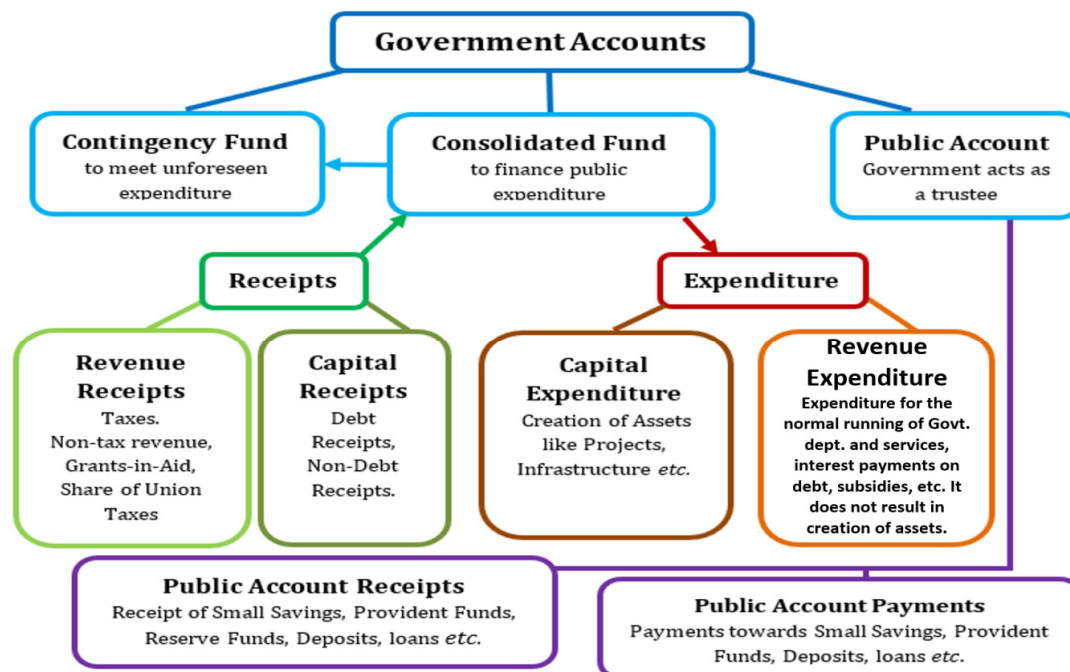 Government Accounts
Contingency Fund
to meet unforeseen
expenditure
Consolidated Fund
to finance public
expenditure
Public Account
Government acts as
a trustee
Receipts
Expenditure
Revenue
Receipts
Taxes.
Non-tax revenue,
Grants-in-Aid,
Share of Union
Taxes
Capital
Receipts
Debt
Receipts,
Non-Debt
Receipts.
Capital
Expenditure
Creation of Assets
like Projects,
Infrastructure etc.
Revenue
Expenditure
Expenditure for the
normal running of Govt.
dept. and services,
interest payments on
debt, subsidies, etc. It
does not result in
creation of assets.
Public Account Receipts
Receipt of Small Savings, Provident Funds,
Reserve Funds, Deposits, loans etc.
Public Account Payments
Payments towards Small Savings, Provident
Funds, Deposits, loans etc.